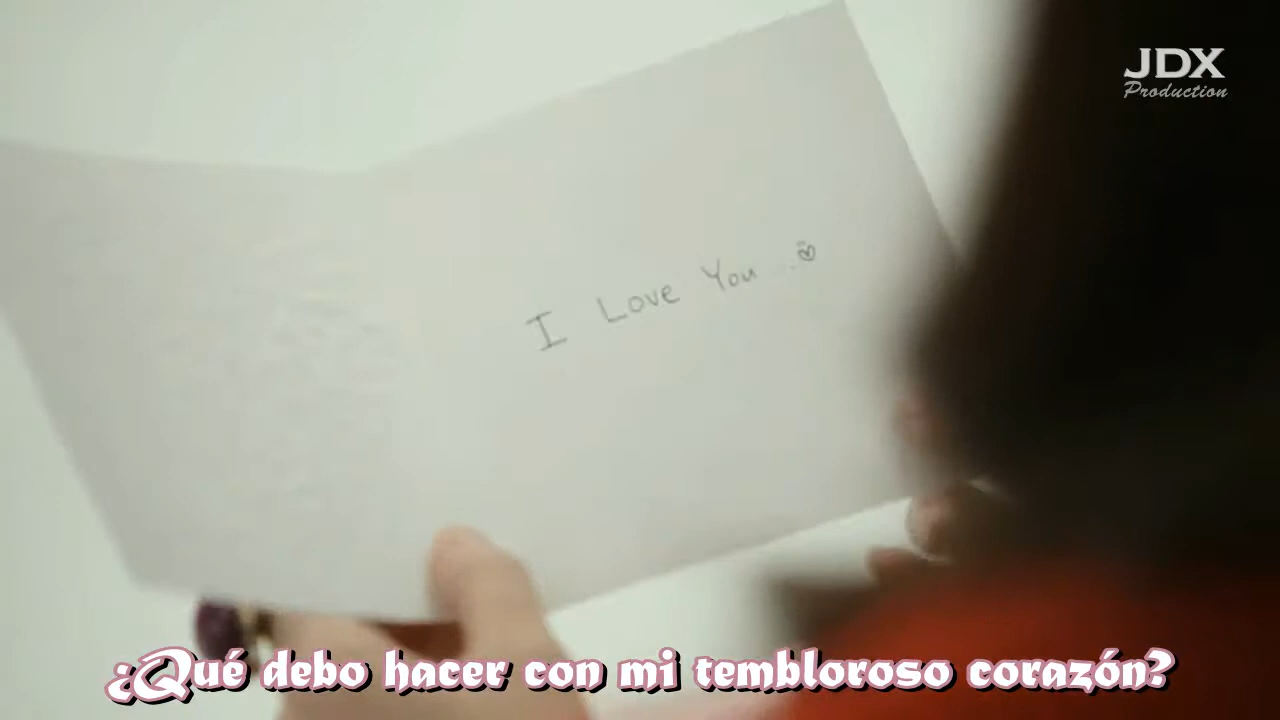 JDX
Production
I Love You ...♡
¿Qué debo hacer con mi tembloroso corazón?